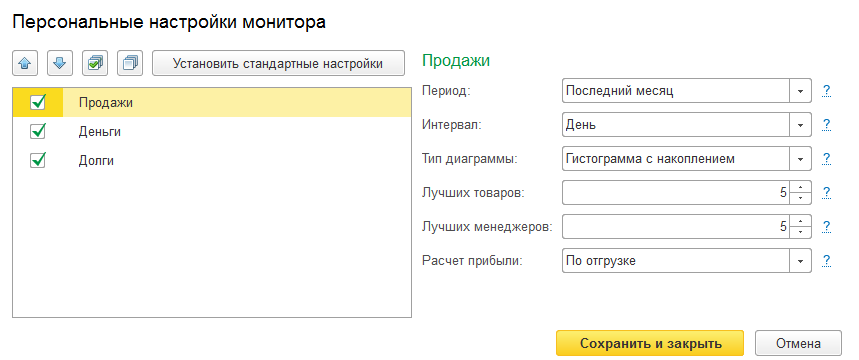 Персональные настройки монитора
Установить стандартные настройки
Продажи
Деньги
Долги
Продажи
Период: Последний месяц ?
Интервал: День ?
Тип диаграммы: Гистограмма с накоплением ?
Лучших товаров: 5 ?
Лучших менеджеров: 5 ?
Расчет прибыли: По отгрузке ?
Сохранить и закрыть Отмена